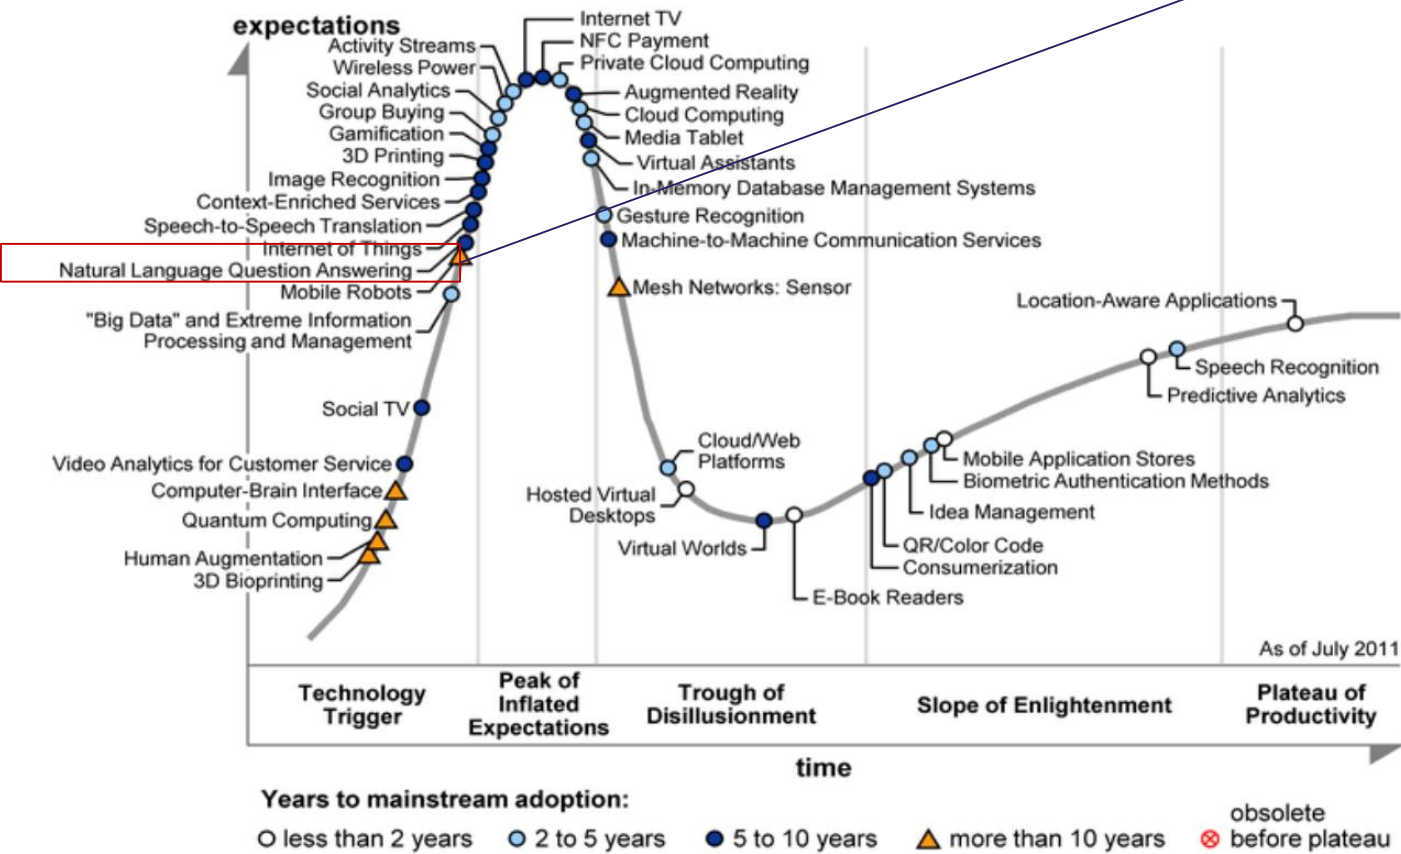 expectations
Activity Streams
Wireless Power
Social Analytics
Group Buying
Gamification
3D Printing
Image Recognition
Context-Enriched Services
Speech-to-Speech Translation
Internet of Things
Natural Language Question Answering
Mobile Robots
"Big Data" and Extreme Information
Processing and Management
Social TV
Video Analytics for Customer Service
Computer-Brain Interface
Quantum Computing
Human Augmentation
3D Bioprinting
Internet TV
NFC Payment
Private Cloud Computing
Augmented Reality
Cloud Computing
Media Tablet
Virtual Assistants
In-Memory Database Management Systems
Gesture Recognition
Machine-to-Machine Communication Services
Mesh Networks: Sensor
Cloud/Web
Platforms
Hosted Virtual
Desktops
Virtual Worlds
E-Book Readers
Consumerization
QR/Color Code
Idea Management
Biometric Authentication Methods
Mobile Application Stores
Predictive Analytics
Speech Recognition
Location-Aware Applications
As of July 2011
Technology
Trigger
Peak of
Inflated
Expectations
Trough of
Disillusionment
Slope of Enlightenment
Plateau of
Productivity
time
Years to mainstream adoption:
less than 2 years
2 to 5 years
5 to 10 years
more than 10 years
obsolete
before plateau